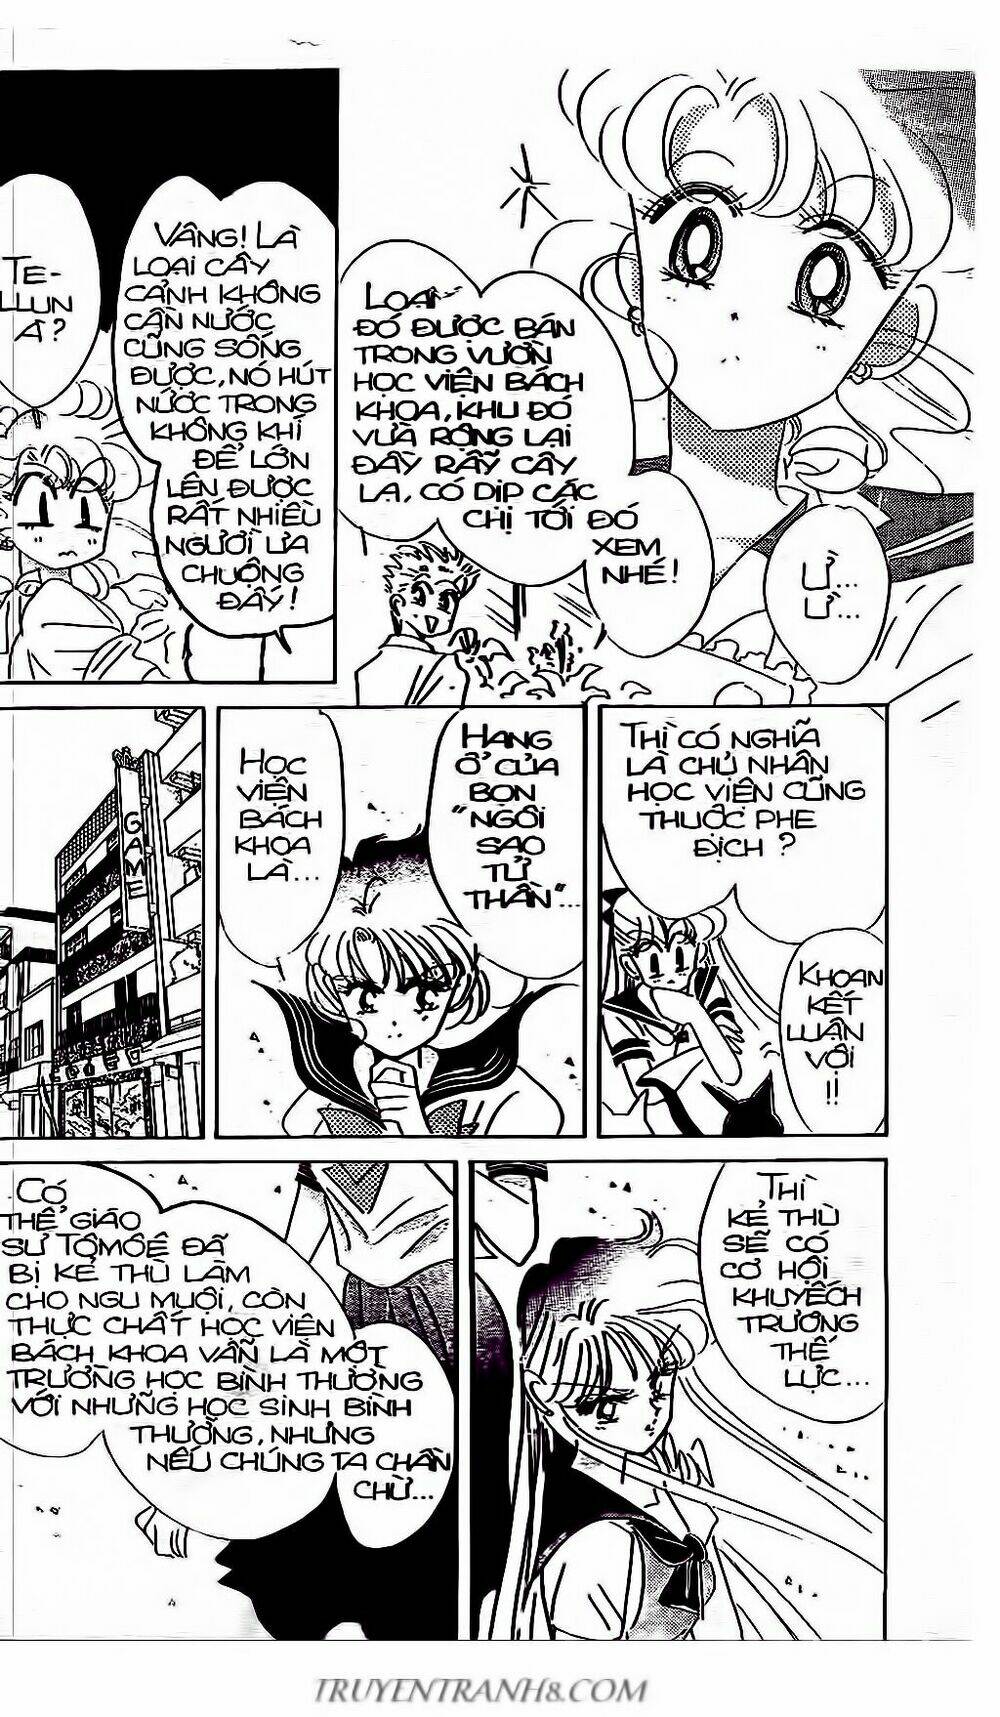 TE-
LLUN
À?
VÂNG! LÀ
LOẠI CÂY
CẢNH KHÔNG
CẦN NƯỚC
CŨNG SỐNG
ĐƯỢC, NÓ HÚT
NƯỚC TRONG
KHÔNG KHÍ
ĐỂ LỚN
LÊN ĐƯỢC
RẤT NHIỀU
NGƯỜI ƯA
CHUỘNG
ĐẤY!
LOẠI
ĐÓ ĐƯỢC BÁN
TRONG VƯỜN
HỌC VIỆN BÁCH
KHOA, KHU ĐÓ
VỪA RỘNG LẠI
ĐẦY RẪY CÂY
LẠ, CÓ DỊP CÁC
CHỊ TỚI ĐÓ
XEM
NHÉ!
Ừ...
Ừ...
GAME
HỌC
VIỆN
BÁCH
KHOA
LÀ...
HANG
Ổ CỦA
BỌN
"NGÔI
SAO
TỬ
THẦN"...
THÌ CÓ NGHĨA
LÀ CHỦ NHÂN
HỌC VIỆN CŨNG
THUỘC PHE
ĐỊCH?
KHOAN
KẾT
LUẬN
VỘI
!!
CÓ
THỂ GIÁO
SƯ TÔMÔÊ ĐÃ
BỊ KẺ THÙ LÀM
CHO NGU MUỘI, CÒN
THỰC CHẤT HỌC VIỆN
BÁCH KHOA VẪN LÀ MỘT
TRƯỜNG HỌC BÌNH THƯỜNG
VỚI NHỮNG HỌC SINH BÌNH
THƯỜNG, NHƯNG
NẾU CHÚNG TA CHẦN
CHỪ...
THÌ
KẺ THÙ
SẼ CÓ
CƠ HỘI
KHUYẾCH
TRƯƠNG
THẾ
LỰC...
TRUYENTRANH8.COM